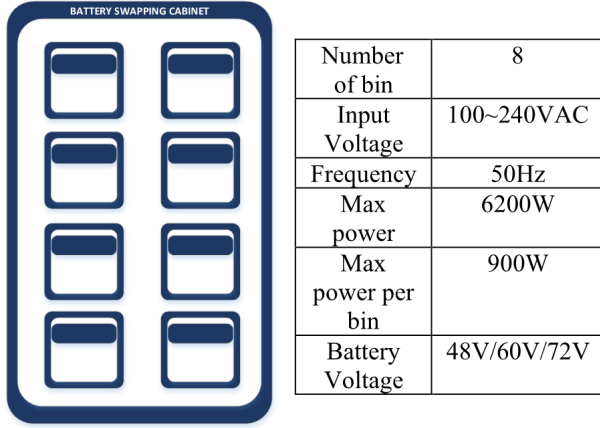 BATTERY SWAPPING CABINET
Number
of bin
8
Input
Voltage
100~240VAC
Frequency
50Hz
Max
power
6200W
Max
power per
bin
900W
Battery
Voltage
48V/60V/72V